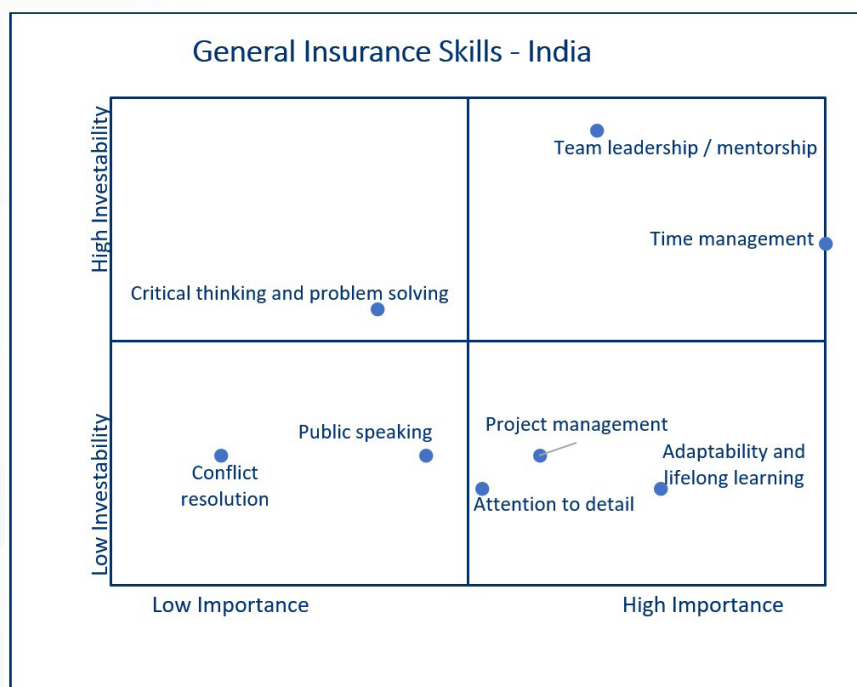 General Insurance Skills - India
High Investability
Team leadership / mentorship
Time management
Critical thinking and problem solving
Low Investability
Public speaking
Project management
Conflict
resolution
Adaptability and
lifelong learning
Attention to detail
Low Importance
High Importance